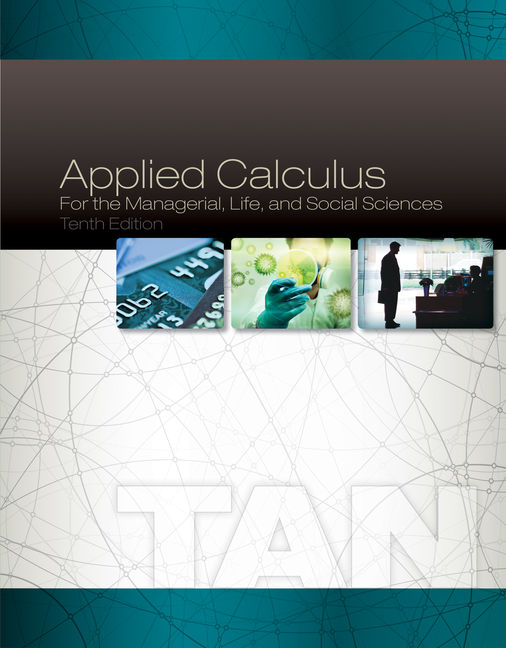 Applied Calculus
For the Managerial, Life, and Social Sciences
Tenth Edition
TAN